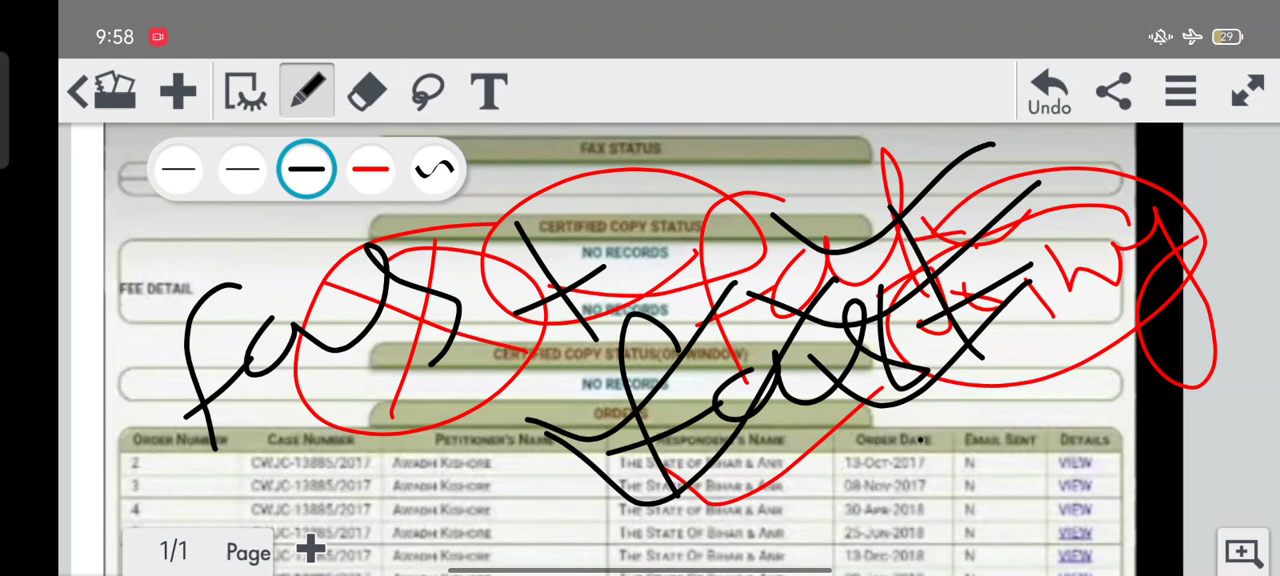 9:58
29
T
Undo
FAX STATUS
CERTIFIED COPY STATUS
NO RECORDS
FEE DETAIL
NO RECORDS
CERTIFIED COPY STATUS(ON WINDOW)
NO RECORDS
ORDERS
ORDER NUMBER CASE NUMBER PETITIONER'S NAME RESPONDENT'S NAME ORDER DATE EMAIL SENT DETAILS
2 CWJC-13885/2017 AWADH KISHORE THE STATE OF BIHAR & ANR 13-OCT-2017 N VIEW
3 CWJC-13885/2017 AWADH KISHORE THE STATE OF BIHAR & ANR 08-NOV-2017 N VIEW
4 CWJC-13885/2017 AWADH KISHORE THE STATE OF BIHAR & ANR 30-APR-2018 N VIEW
AWADH KISHORE THE STATE OF BIHAR & ANR 25-JUN-2018 N VIEW
AWADH KISHORE THE STATE OF BIHAR & ANR 13-DEC-2018 N VIEW
1/1 Page